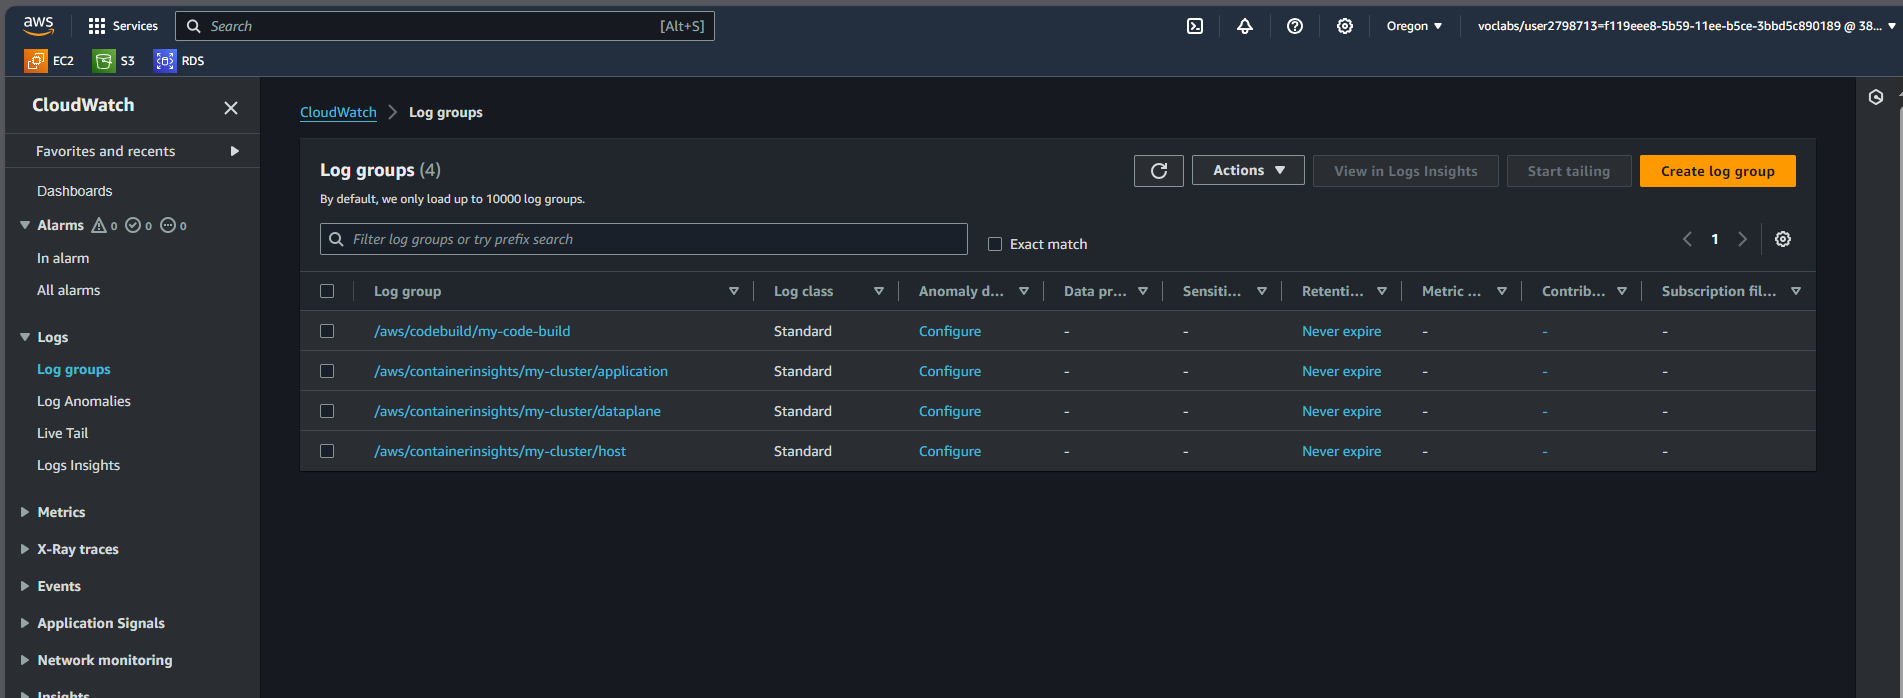 aws
Services
Search [Alt+S]
Oregon
voclabs/user2798713=f119eee8-5b59-11ee-b5ce-3bbd5c890189 @ 38...
EC2 S3 RDS
CloudWatch
Favorites and recents
Dashboards
Alarms 0 0 0
In alarm
All alarms
Logs
Log groups
Log Anomalies
Live Tail
Logs Insights
Metrics
X-Ray traces
Events
Application Signals
Network monitoring
Insights
CloudWatch Log groups
Log groups (4)
By default, we only load up to 10000 log groups.
Actions View in Logs Insights Start tailing Create log group
Filter log groups or try prefix search
Exact match
1
Log group Log class Anomaly d... Data pr... Sensiti... Retenti... Metric ... Contrib... Subscription fil...
/aws/codebuild/my-code-build Standard Configure - - Never expire - - -
/aws/containerinsights/my-cluster/application Standard Configure - - Never expire - - -
/aws/containerinsights/my-cluster/dataplane Standard Configure - - Never expire - - -
/aws/containerinsights/my-cluster/host Standard Configure - - Never expire - - -